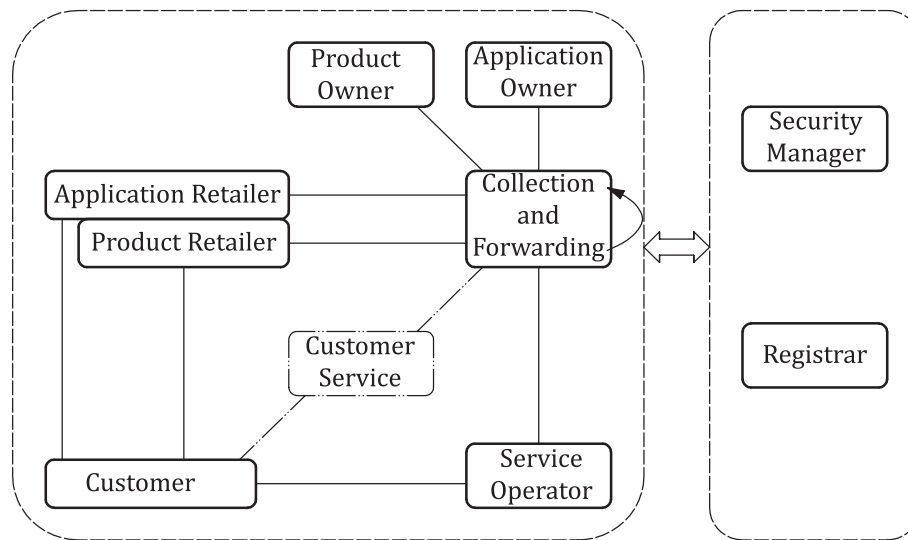 Product
Owner
Application
Owner
Security
Manager
Application Retailer
Product Retailer
Collection
and
Forwarding
Customer
Service
Registrar
Customer
Service
Operator